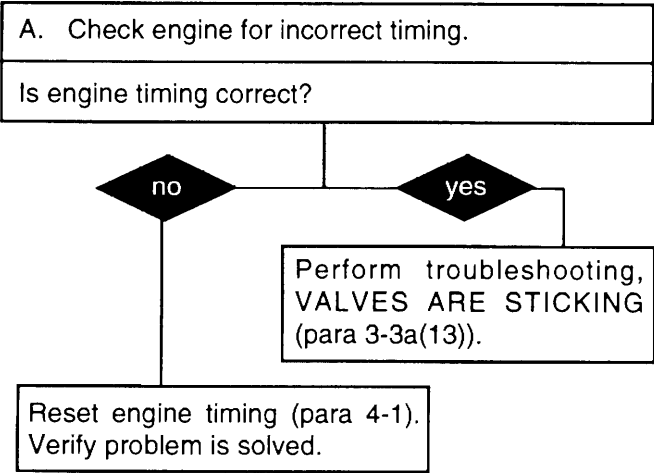 A. Check engine for incorrect timing.
Is engine timing correct?
no
yes
Perform troubleshooting,
VALVES ARE STICKING
(para 3-3a(13)).
Reset engine timing (para 4-1).
Verify problem is solved.